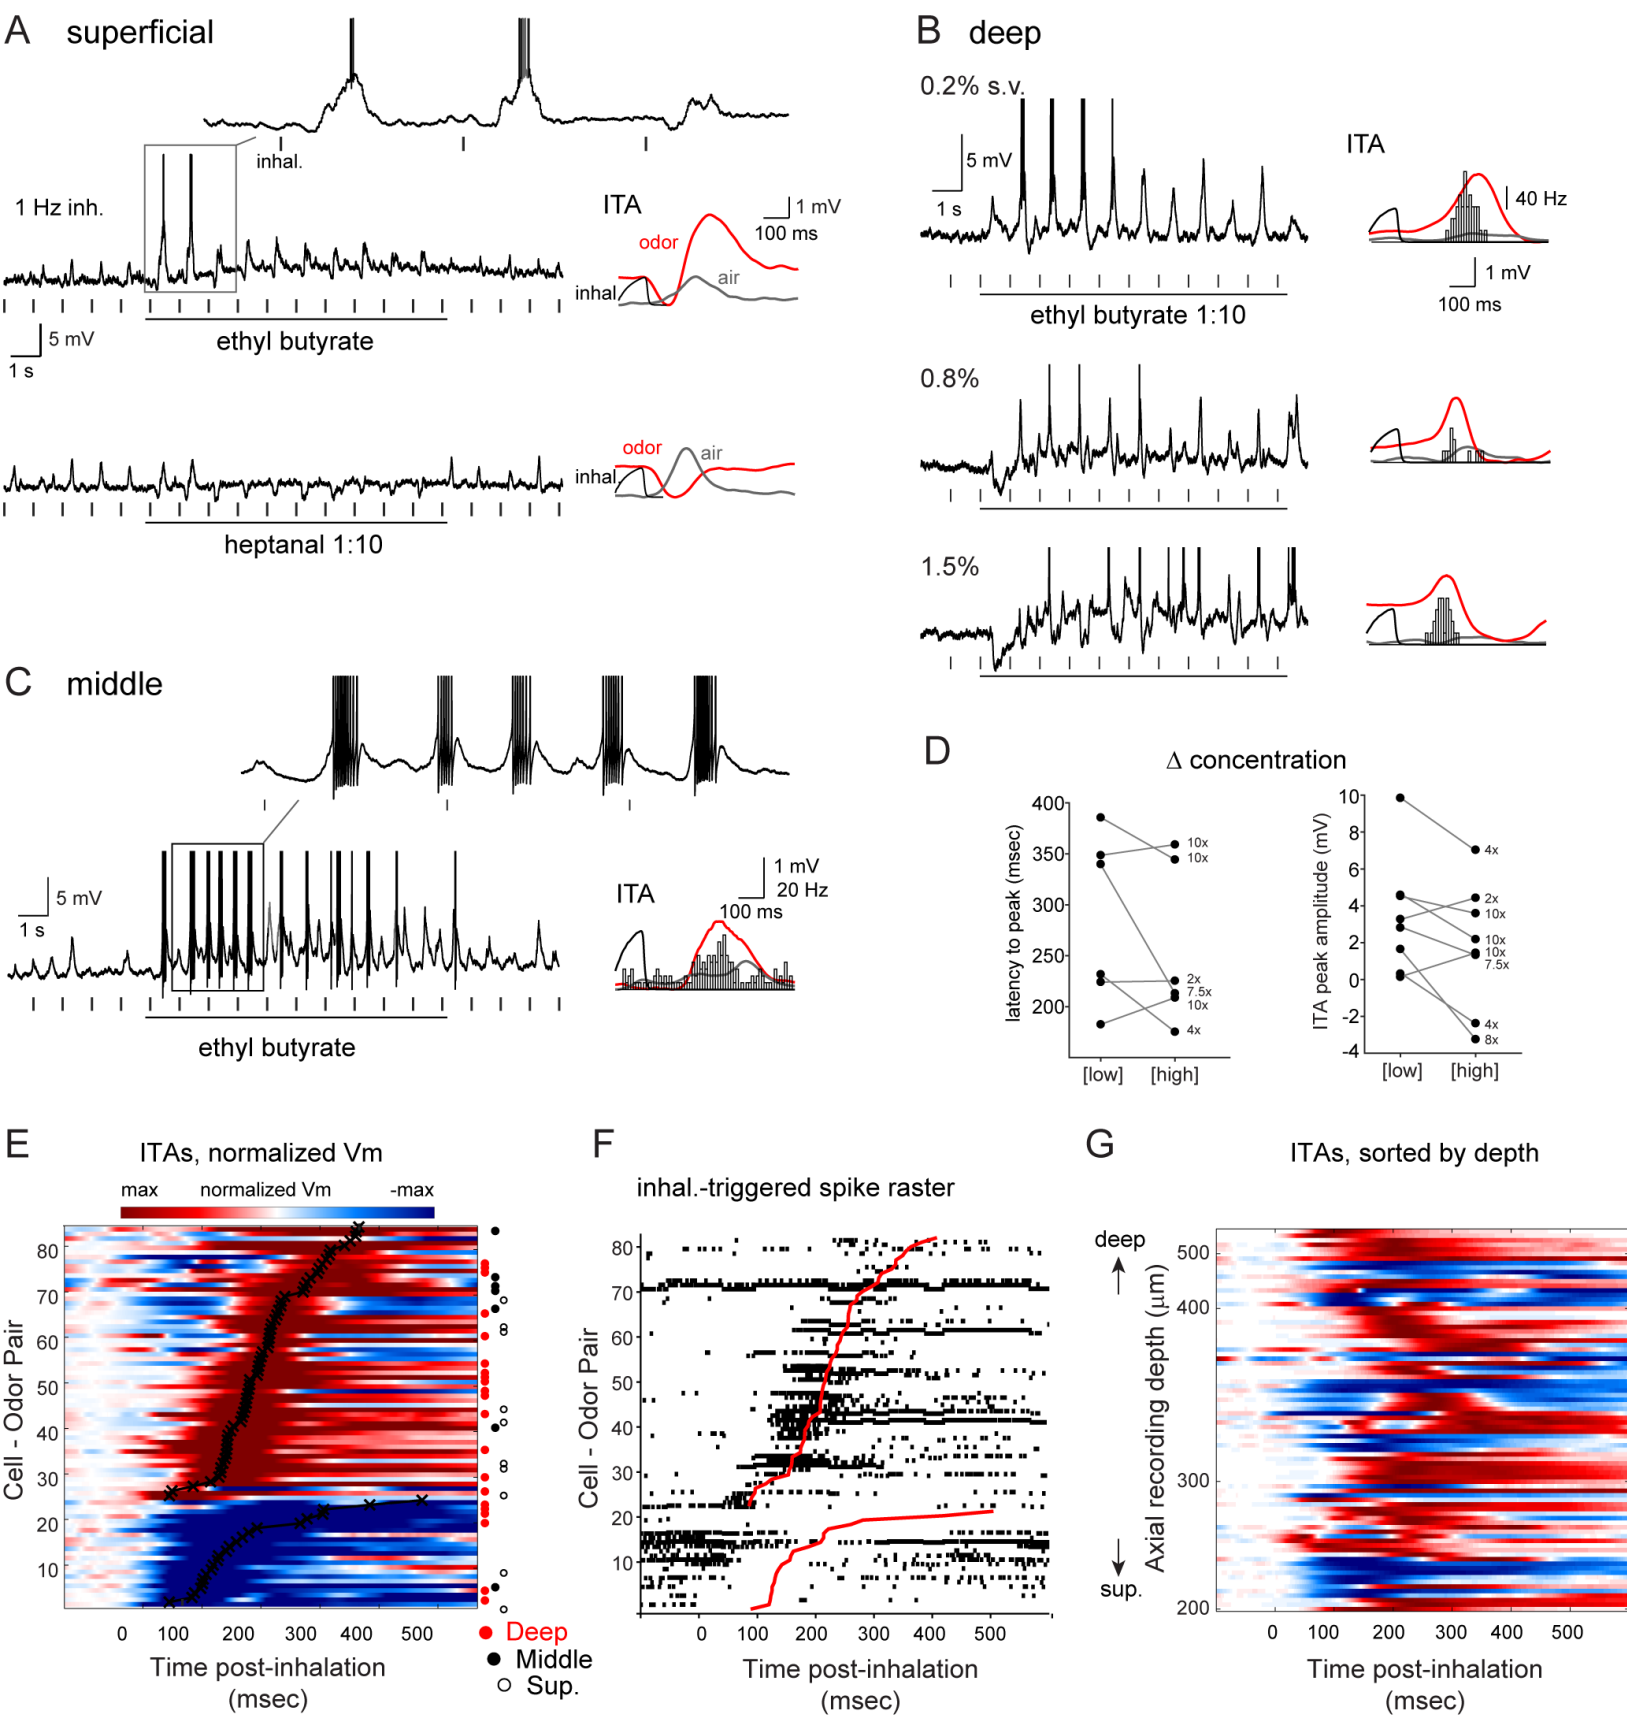 A superficial
inhal.
1 Hz inh.
ITA
1 mV
100 ms
odor
air
inhal.
ethyl butyrate
5 mV
1 s
odor
air
inhal.
heptanal 1:10
B deep
0.2% s.v.
5 mV
1 s
ITA
40 Hz
1 mV
100 ms
ethyl butyrate 1:10
0.8%
1.5%
C middle
5 mV
1 s
ITA
1 mV
20 Hz
100 ms
ethyl butyrate
D
Δ concentration
latency to peak (msec)
400
350
300
250
200
10x
10x
2x
7.5x
10x
4x
[low] [high]
ITA peak amplitude (mV)
10
8
6
4
2
0
-2
-4
4x
2x
10x
10x
10x
7.5x
4x
8x
[low] [high]
E
ITAs, normalized Vm
max normalized Vm -max
Cell - Odor Pair
80
70
60
50
40
30
20
10
0 100 200 300 400 500
Time post-inhalation
(msec)
Deep
Middle
Sup.
F
inhal.-triggered spike raster
Cell - Odor Pair
80
70
60
50
40
30
20
10
0 100 200 300 400 500
Time post-inhalation
(msec)
G
ITAs, sorted by depth
deep
sup.
Axial recording depth (μm)
500
400
300
200
0 100 200 300 400 500
Time post-inhalation
(msec)